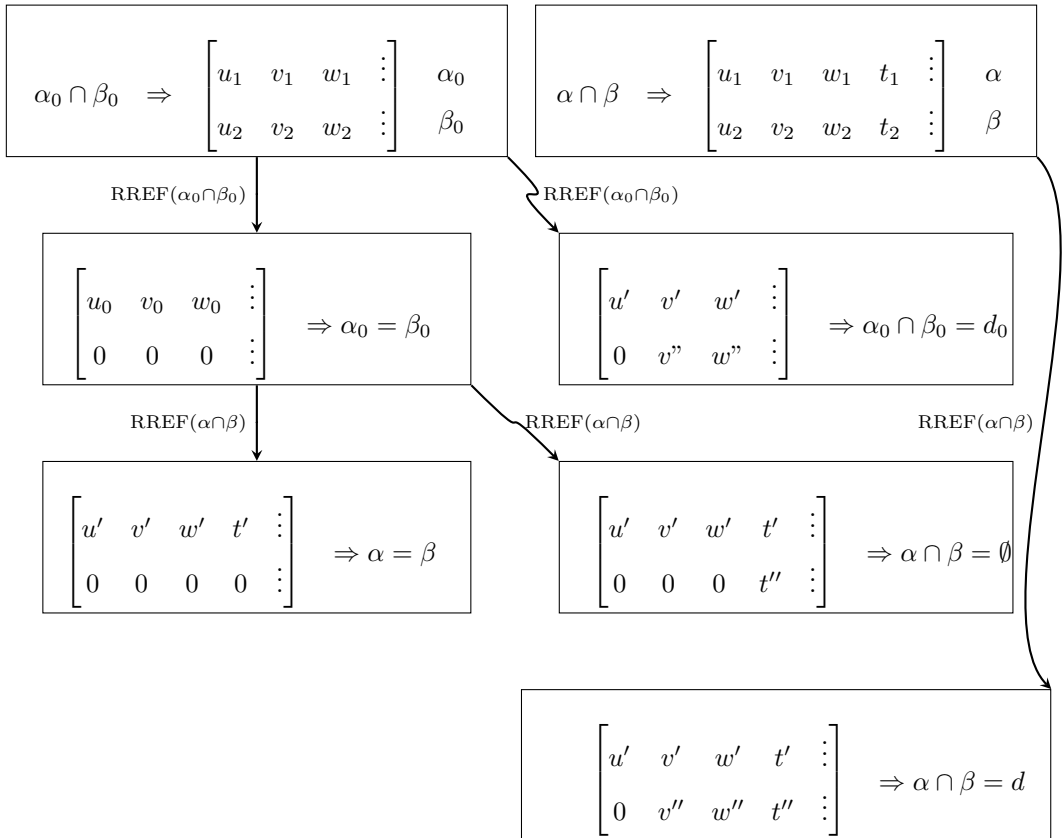 α₀ ∩ β₀ ⇒ [u₁ v₁ w₁ ⋮ α₀
u₂ v₂ w₂ ⋮] β₀
α ∩ β ⇒ [u₁ v₁ w₁ t₁ ⋮ α
u₂ v₂ w₂ t₂ ⋮] β
RREF(α₀∩β₀)
RREF(α₀∩β₀)
[u₀ v₀ w₀ ⋮
0 0 0 ⋮] ⇒ α₀ = β₀
[u′ v′ w′ ⋮
0 v” w” ⋮] ⇒ α₀ ∩ β₀ = d₀
RREF(α∩β)
RREF(α∩β)
RREF(α∩β)
[u′ v′ w′ t′ ⋮
0 0 0 0 ⋮] ⇒ α = β
[u′ v′ w′ t′ ⋮
0 0 0 t′′ ⋮] ⇒ α ∩ β = ∅
[u′ v′ w′ t′ ⋮
0 v′′ w′′ t′′ ⋮] ⇒ α ∩ β = d